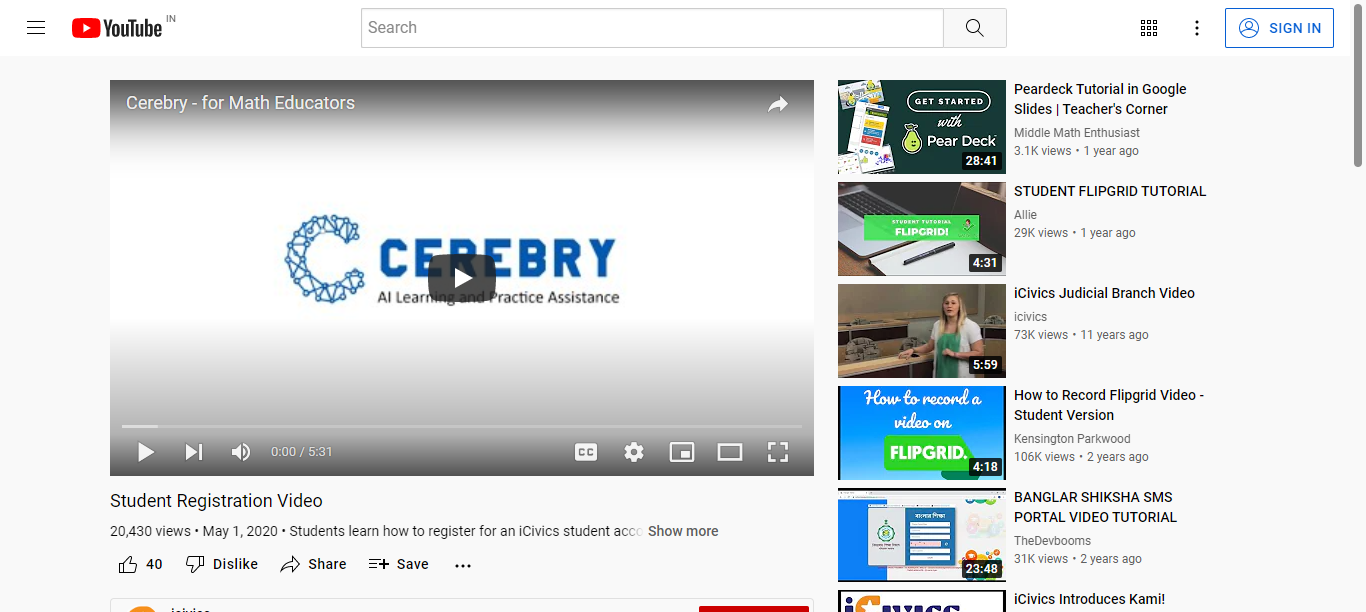 YouTube IN
Search
SIGN IN
Cerebry - for Math Educators
CEREBRY
AI Learning and Practice Assistance
CC
0:00 / 5:31
Student Registration Video
20,430 views • May 1, 2020 • Students learn how to register for an iCivics student acco Show more
40 Dislike Share Save
GET STARTED
with
Pear Deck
28:41
Peardeck Tutorial in Google
Slides | Teacher's Corner
Middle Math Enthusiast
3.1K views • 1 year ago
STUDENT TUTORIAL
FLIPGRID!
4:31
STUDENT FLIPGRID TUTORIAL
Allie
29K views • 1 year ago
5:59
iCivics Judicial Branch Video
icivics
73K views • 11 years ago
How to record a
video on
FLIPGRID.
4:18
How to Record Flipgrid Video -
Student Version
Kensington Parkwood
106K views • 2 years ago
বাংলার শিক্ষা
23:48
BANGLAR SHIKSHA SMS
PORTAL VIDEO TUTORIAL
TheDevbooms
31K views • 2 years ago
iCivics
iCivics Introduces Kami!